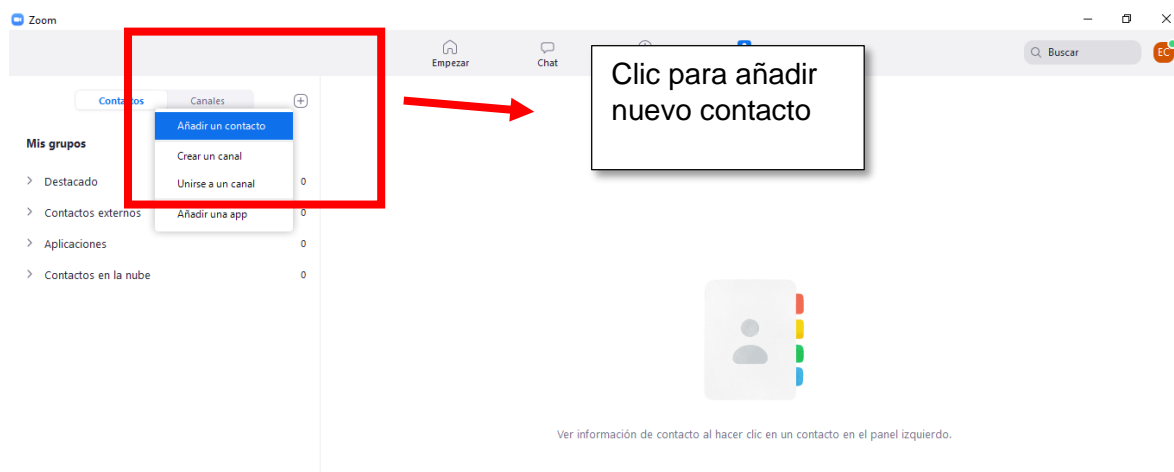 Zoom
Empezar
Chat
Buscar
EC
Clic para añadir
nuevo contacto
Contactos
Canales
Añadir un contacto
Crear un canal
Unirse a un canal
Añadir una app
Mis grupos
Destacado 0
Contactos externos 0
Aplicaciones 0
Contactos en la nube 0
Ver información de contacto al hacer clic en un contacto en el panel izquierdo.